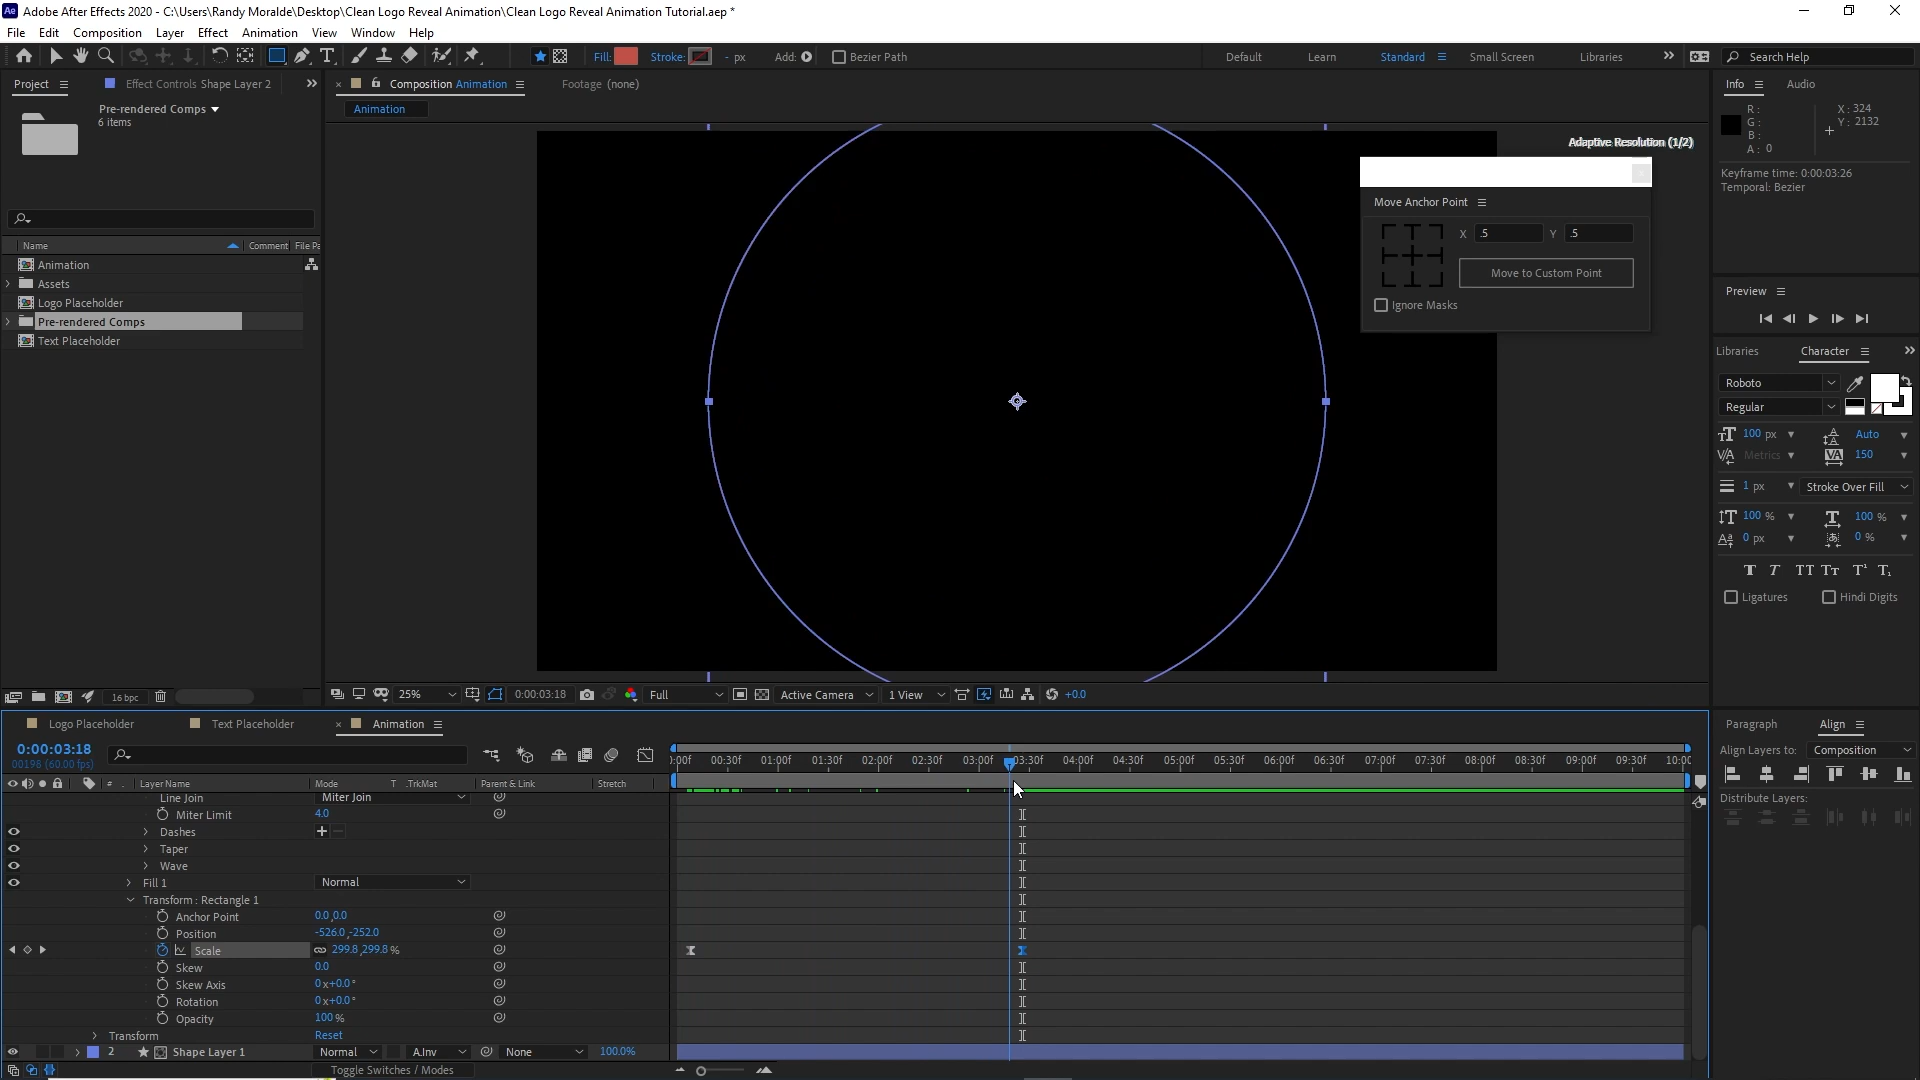 Adobe After Effects 2020 - C:\Users\Randy Moralde\Desktop\Clean Logo Reveal Animation\Clean Logo Reveal Animation Tutorial.aep *
File Edit Composition Layer Effect Animation View Window Help
Fill: Stroke: - px Add: Bezier Path Default Learn Standard Small Screen Libraries Search Help
Project Effect Controls Shape Layer 2 Composition Animation Footage (none) Info Audio
Pre-rendered Comps
6 items
Animation
R:
G:
B:
A: 0
X: 324
Y: 2132
Keyframe time: 0:00:03:26
Temporal: Bezier
Adaptive Resolution (1/2)
Move Anchor Point
X .5 Y .5
Move to Custom Point
Ignore Masks
Name Comment File Pa
Animation
Assets
Logo Placeholder
Pre-rendered Comps
Text Placeholder
Preview
Libraries Character
Roboto
Regular
100 px Auto
Metrics 150
1 px Stroke Over Fill
100 % 100 %
0 px 0 %
Ligatures Hindi Digits
16 bpc
25% 0:00:03:18 Full Active Camera 1 View +0.0
Logo Placeholder Text Placeholder Animation
0:00:03:18
00198 (60.00 fps)
:00f 00:30f 01:00f 01:30f 02:00f 02:30f 03:00f 03:30f 04:00f 04:30f 05:00f 05:30f 06:00f 06:30f 07:00f 07:30f 08:00f 08:30f 09:00f 09:30f 10:00
# Layer Name Mode T .TrkMat Parent & Link Stretch
Line Join Miter Join
Miter Limit 4.0
Dashes
Taper
Wave
Fill 1 Normal
Transform : Rectangle 1
Anchor Point 0.0,0.0
Position -526.0,-252.0
Scale 299.8,299.8 %
Skew 0.0
Skew Axis 0x+0.0°
Rotation 0x+0.0°
Opacity 100 %
Transform Reset
2 Shape Layer 1 Normal A.Inv None 100.0%
Toggle Switches / Modes
Paragraph Align
Align Layers to: Composition
Distribute Layers: